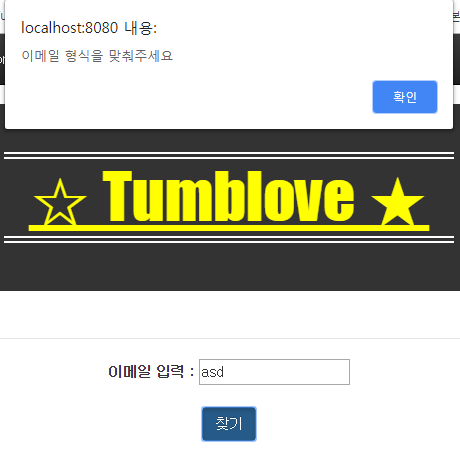 localhost:8080 내용:
이메일 형식을 맞춰주세요
확인
☆ Tumblove ★
이메일 입력 : asd
찾기